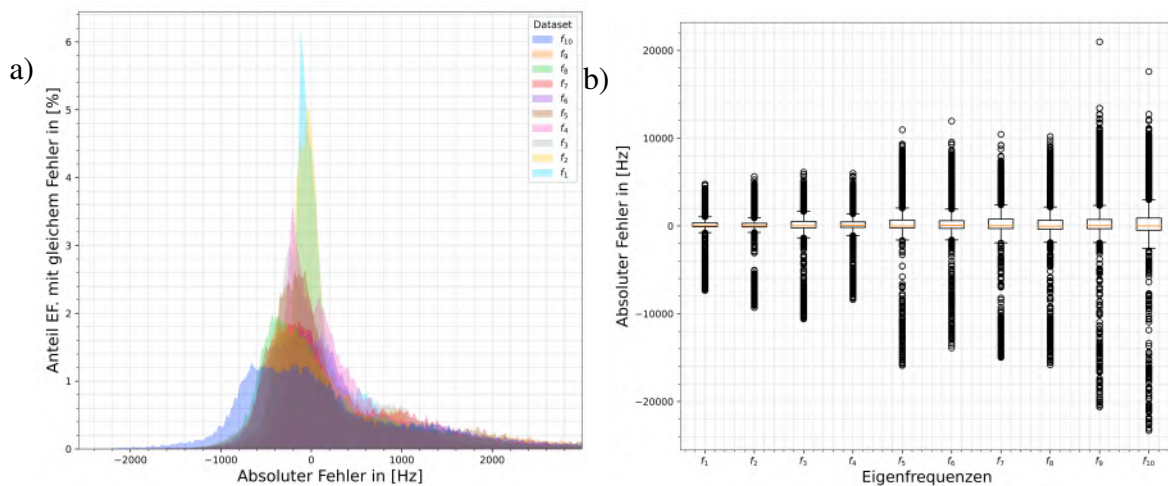 a)
Anteil EF. mit gleichem Fehler in [%]
6
5
4
3
2
1
0
−2000
−1000
0
1000
2000
Absoluter Fehler in [Hz]
Dataset
f10
f9
f8
f7
f6
f5
f4
f3
f2
f1
b)
Absoluter Fehler in [Hz]
20000
10000
0
−10000
−20000
f1
f2
f3
f4
f5
f6
f7
f8
f9
f10
Eigenfrequenzen